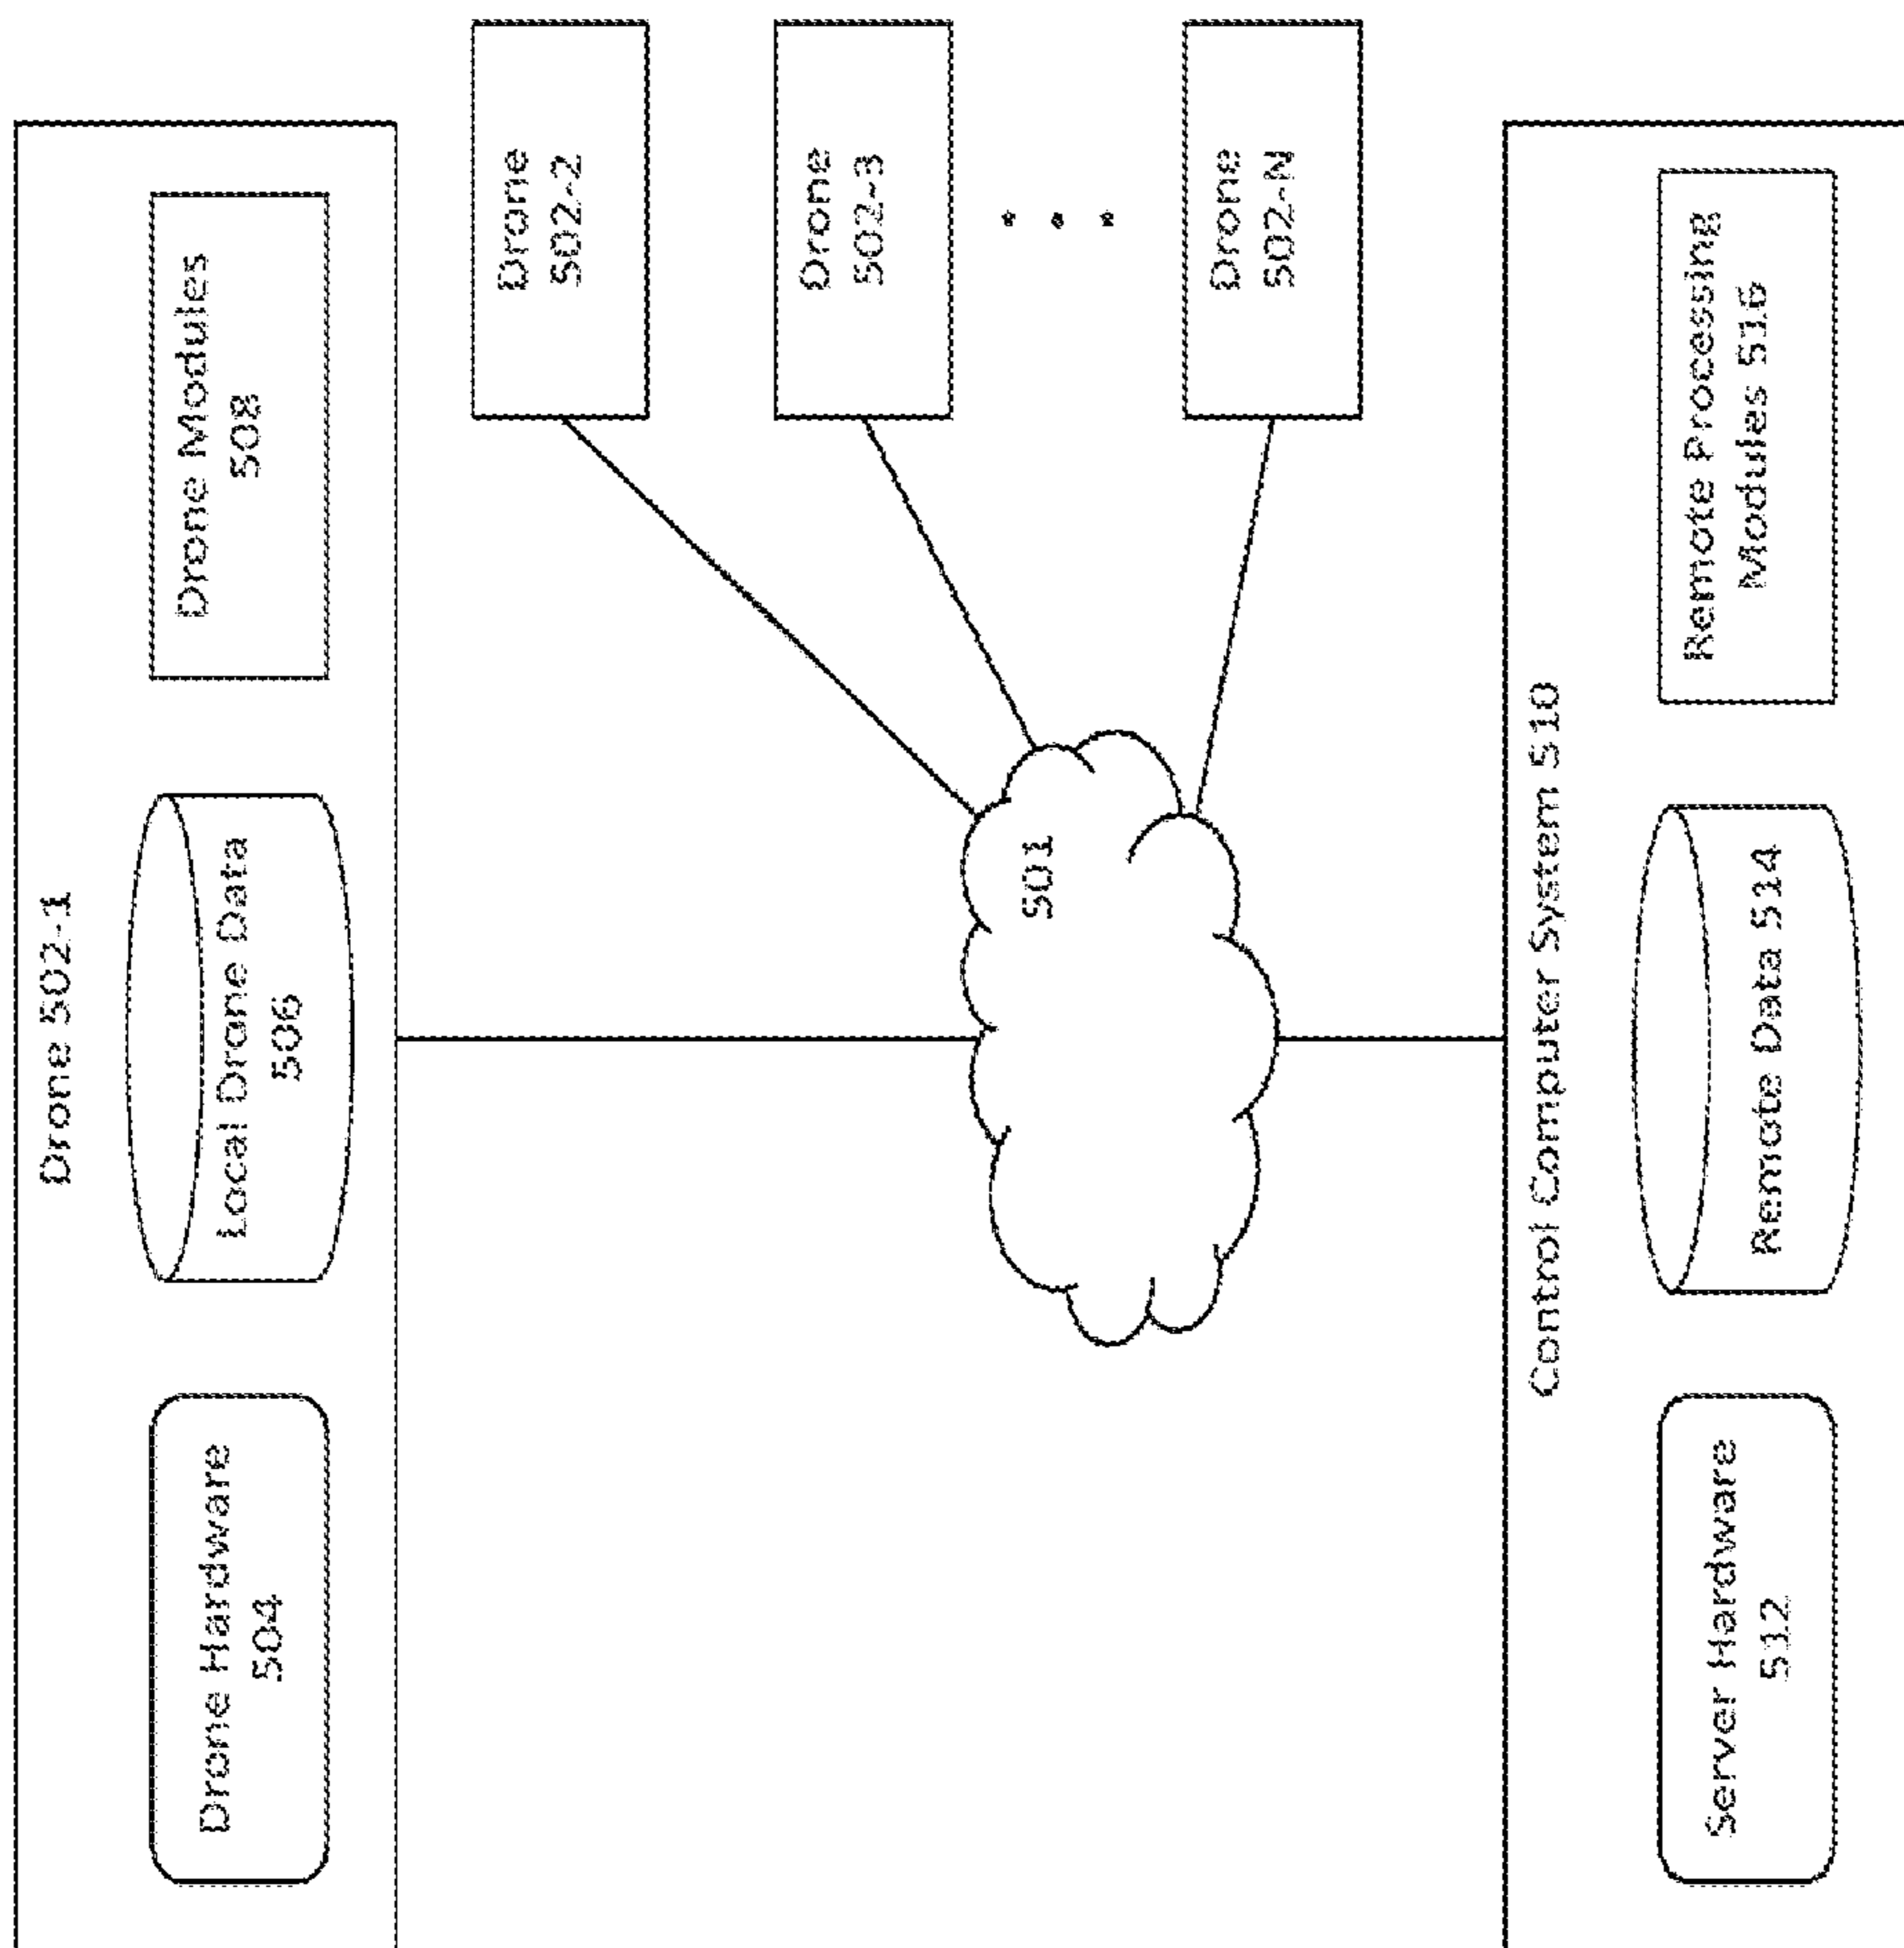 Drone 502-1
Drone Hardware
504
Local Drone Data
506
Drone Modules
508
Drone
502-2
Drone
502-3
Drone
502-N
501
Control Computer System 510
Server Hardware
512
Remote Data 514
Remote Processing
Modules 516